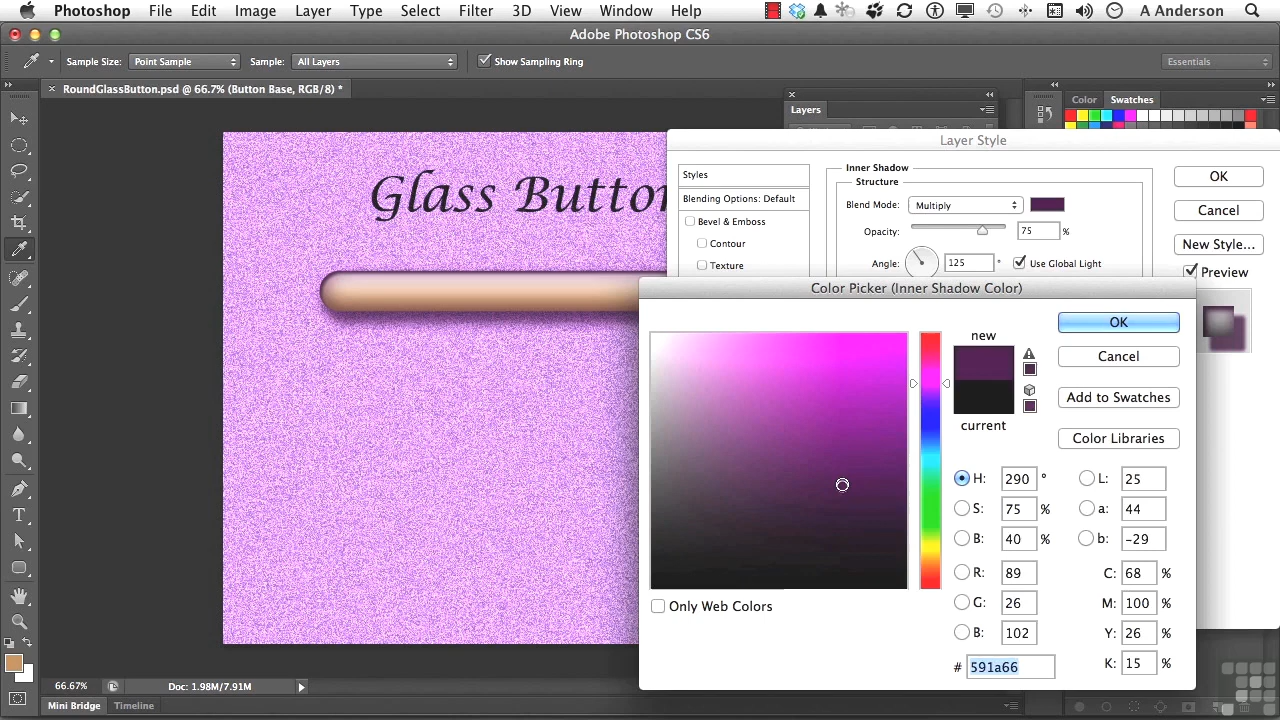 Photoshop File Edit Image Layer Type Select Filter 3D View Window Help A Anderson
Adobe Photoshop CS6
Sample Size: Point Sample Sample: All Layers Show Sampling Ring Essentials
RoundGlassButton.psd @ 66.7% (Button Base, RGB/8) *
Layers
Color Swatches
Layer Style
Styles
Blending Options: Default
Bevel & Emboss
Contour
Texture
Inner Shadow
Structure
Blend Mode: Multiply
Opacity: 75 %
Angle: 125 ° Use Global Light
OK
Cancel
New Style...
Preview
Glass Button
Color Picker (Inner Shadow Color)
new
current
OK
Cancel
Add to Swatches
Color Libraries
H: 290 ° L: 25
S: 75 % a: 44
B: 40 % b: -29
R: 89 C: 68 %
G: 26 M: 100 %
B: 102 Y: 26 %
# 591a66 K: 15 %
Only Web Colors
66.67% Doc: 1.98M/7.91M
Mini Bridge Timeline
T